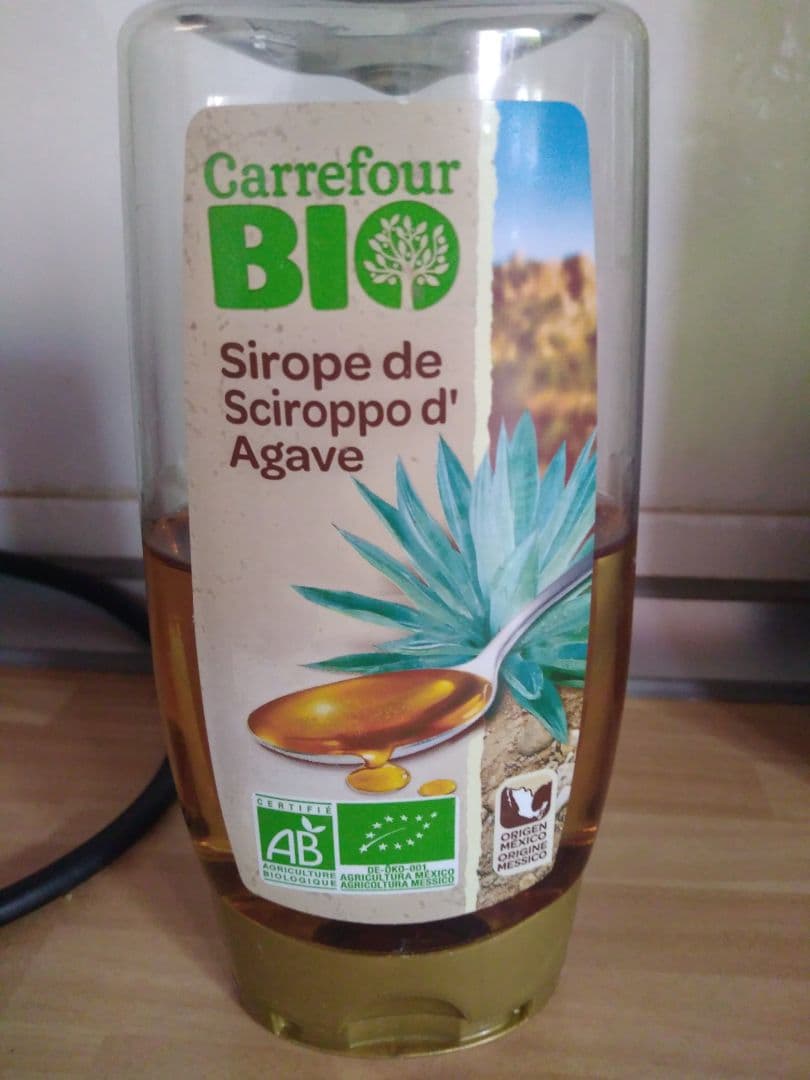 Carrefour
BIO
Sirope de
Sciroppo d'
Agave
CERTIFIÉ
AB
AGRICULTURE
BIOLOGIQUE
DE-ÖKO-001
AGRICULTURA MÉXICO
AGRICOLTURA MESSICO
ORIGEN
MÉXICO
ORIGINE
MESSICO